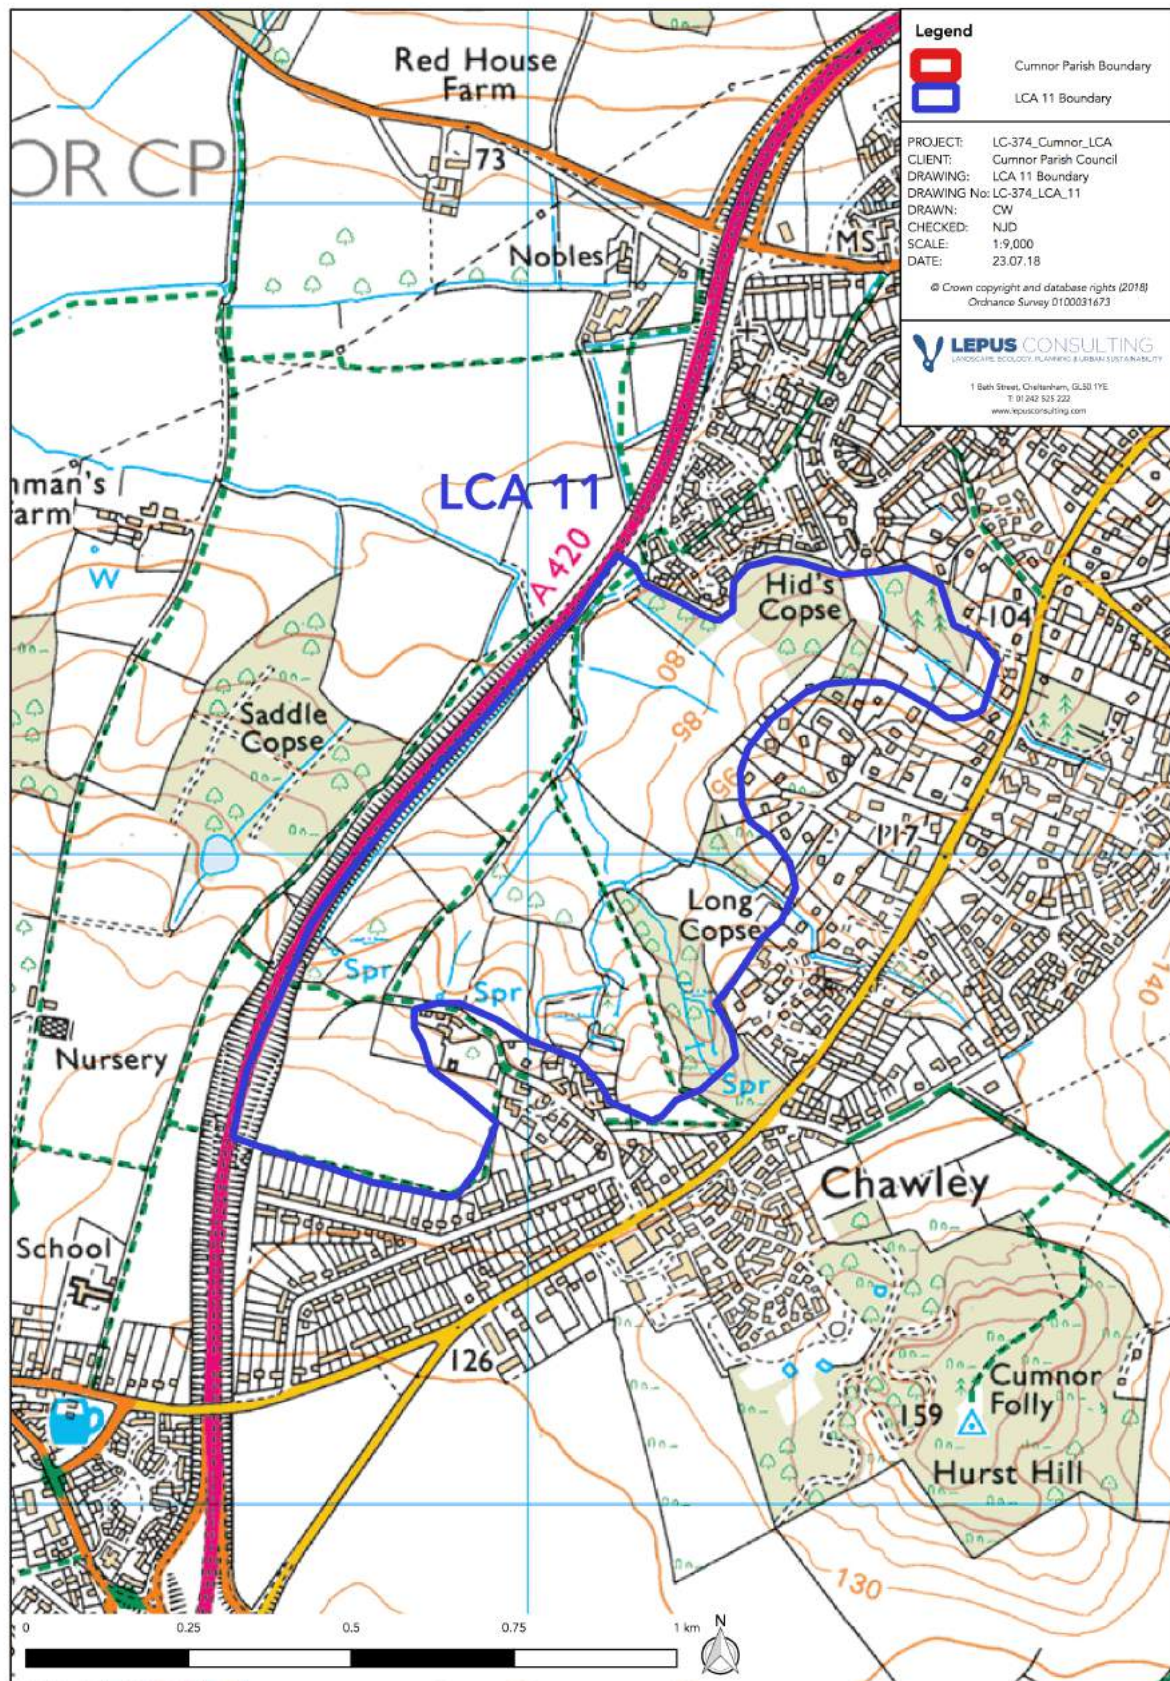 Legend
Cumnor Parish Boundary
LCA 11 Boundary
PROJECT: LC-374_Cumnor_LCA
CLIENT: Cumnor Parish Council
DRAWING: LCA 11 Boundary
DRAWING No: LC-374_LCA_11
DRAWN: CW
CHECKED: NJD
SCALE: 1:9,000
DATE: 23.07.18
© Crown copyright and database rights (2018)
Ordnance Survey 0100031673
LEPUS CONSULTING
LANDSCAPE, ECOLOGY, PLANNING & URBAN SUSTAINABILITY
1 Bath Street, Cheltenham, GL50 1YE
T: 01242 525 222
www.lepusconsulting.com
Red House
Farm
OR CP
73
Nobles
MS
nman's
arm
LCA 11
W
A 420
Hid's
Copse
104
80
85
95
Saddle
Copse
117
Long
Copse
Spr
Spr
140
Nursery
Spr
Chawley
School
126
Cumnor
Folly
159
Hurst Hill
130
0
0.25
0.5
0.75
1 km
N